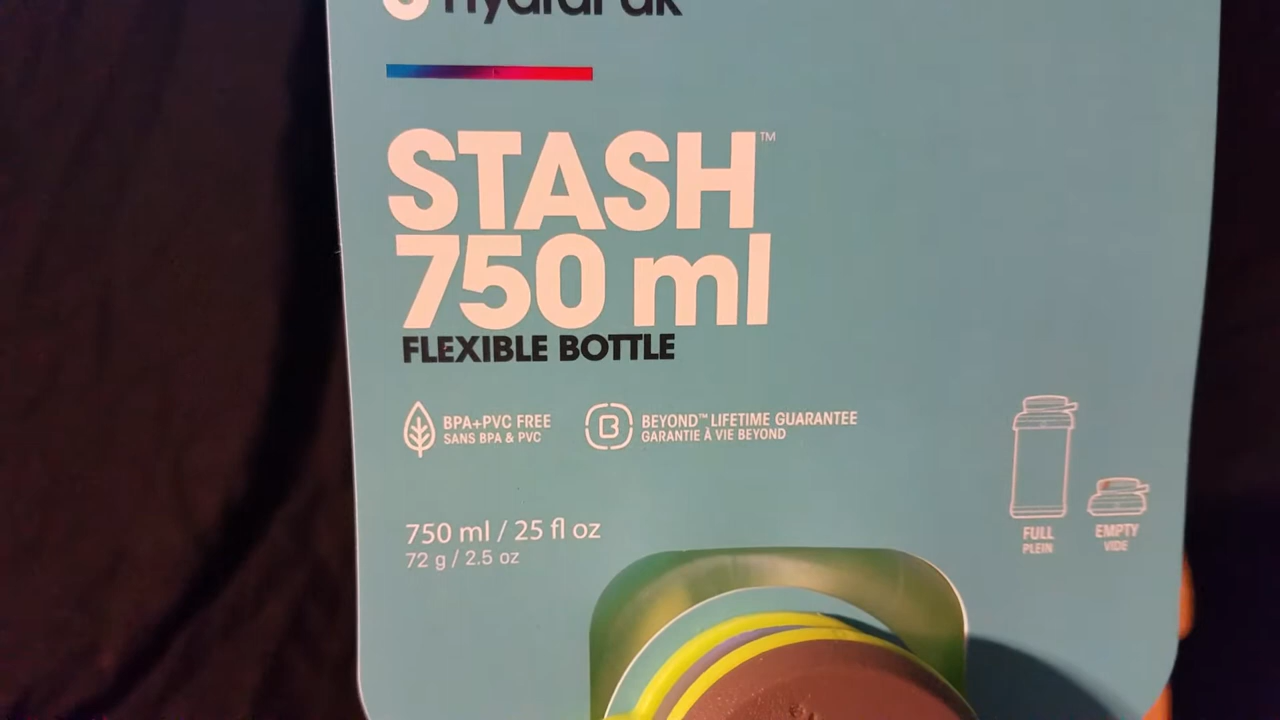 hydrapak
STASH™
750 ml
FLEXIBLE BOTTLE
BPA+PVC FREE
SANS BPA & PVC
BEYOND™ LIFETIME GUARANTEE
GARANTIE À VIE BEYOND
750 ml / 25 fl oz
72 g / 2.5 oz
FULL
PLEIN
EMPTY
VIDE